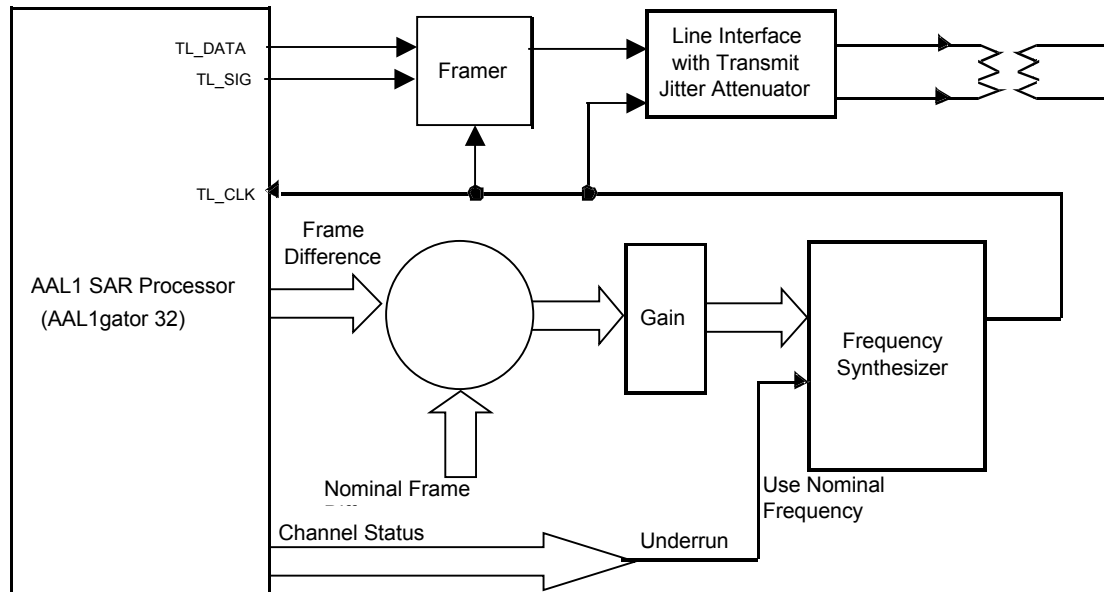 TL_DATA
TL_SIG
Framer
Line Interface
with Transmit
Jitter Attenuator
TL_CLK
Frame
Difference
AAL1 SAR Processor
(AAL1gator 32)
Gain
Frequency
Synthesizer
Nominal Frame
Use Nominal
Frequency
Channel Status
Underrun